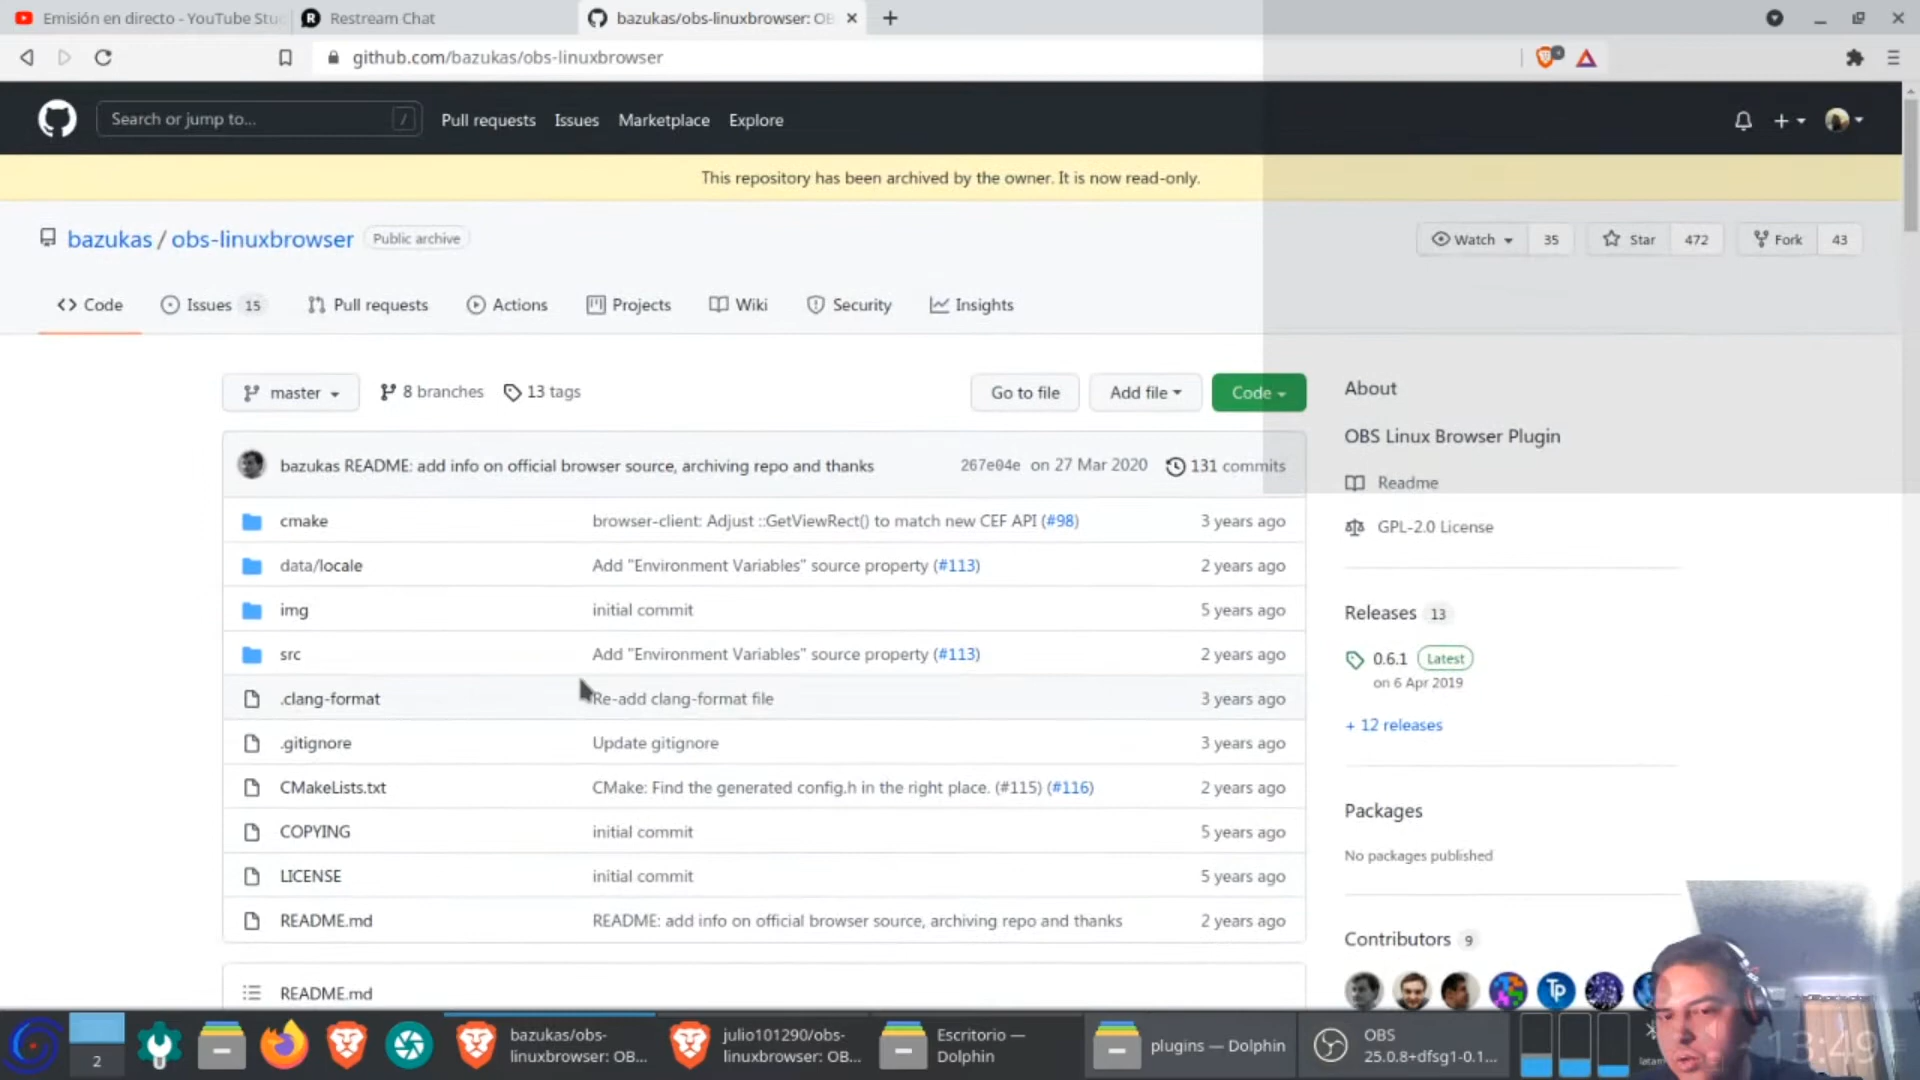 Emisión en directo - YouTube Stu
Restream Chat
bazukas/obs-linuxbrowser: OB
github.com/bazukas/obs-linuxbrowser
Search or jump to...
/
Pull requests
Issues
Marketplace
Explore
This repository has been archived by the owner. It is now read-only.
bazukas / obs-linuxbrowser
Public archive
Watch
35
Star
472
Fork
43
Code
Issues 15
Pull requests
Actions
Projects
Wiki
Security
Insights
master
8 branches
13 tags
Go to file
Add file
Code
bazukas README: add info on official browser source, archiving repo and thanks
267e04e on 27 Mar 2020
131 commits
cmake
browser-client: Adjust ::GetViewRect() to match new CEF API (#98)
3 years ago
data/locale
Add "Environment Variables" source property (#113)
2 years ago
img
initial commit
5 years ago
src
Add "Environment Variables" source property (#113)
2 years ago
.clang-format
Re-add clang-format file
3 years ago
.gitignore
Update gitignore
3 years ago
CMakeLists.txt
CMake: Find the generated config.h in the right place. (#115) (#116)
2 years ago
COPYING
initial commit
5 years ago
LICENSE
initial commit
5 years ago
README.md
README: add info on official browser source, archiving repo and thanks
2 years ago
README.md
About
OBS Linux Browser Plugin
Readme
GPL-2.0 License
Releases 13
0.6.1 Latest
on 6 Apr 2019
+ 12 releases
Packages
No packages published
Contributors 9
TP
2
bazukas/obs-
linuxbrowser: OB...
julio101290/obs-
linuxbrowser: OB...
Escritorio —
Dolphin
plugins — Dolphin
OBS
25.0.8+dfsg1-0.1...
latam
13:49